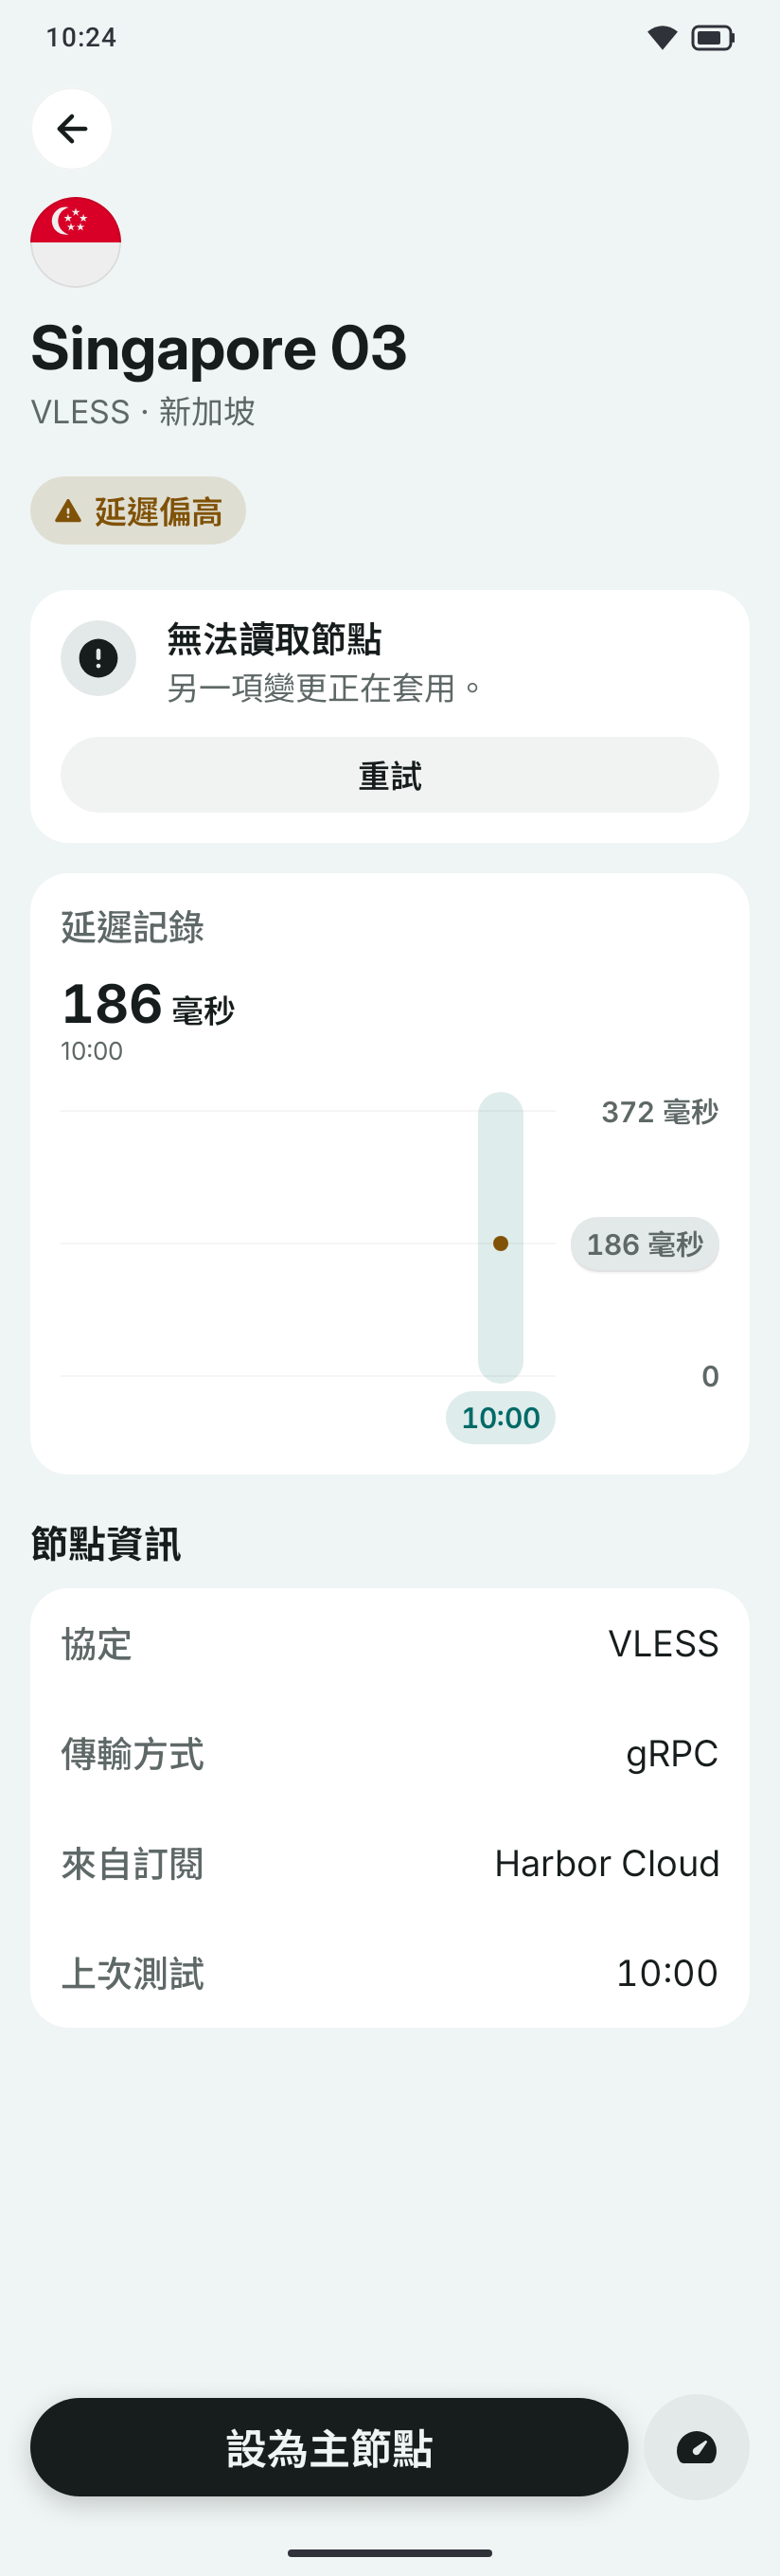 10:24
Singapore 03
VLESS · 新加坡
延遲偏高
無法讀取節點
另一項變更正在套用。
重試
延遲記錄
186 毫秒
10:00
372 毫秒
186 毫秒
0
10:00
節點資訊
協定 VLESS
傳輸方式 gRPC
來自訂閱 Harbor Cloud
上次測試 10:00
設為主節點